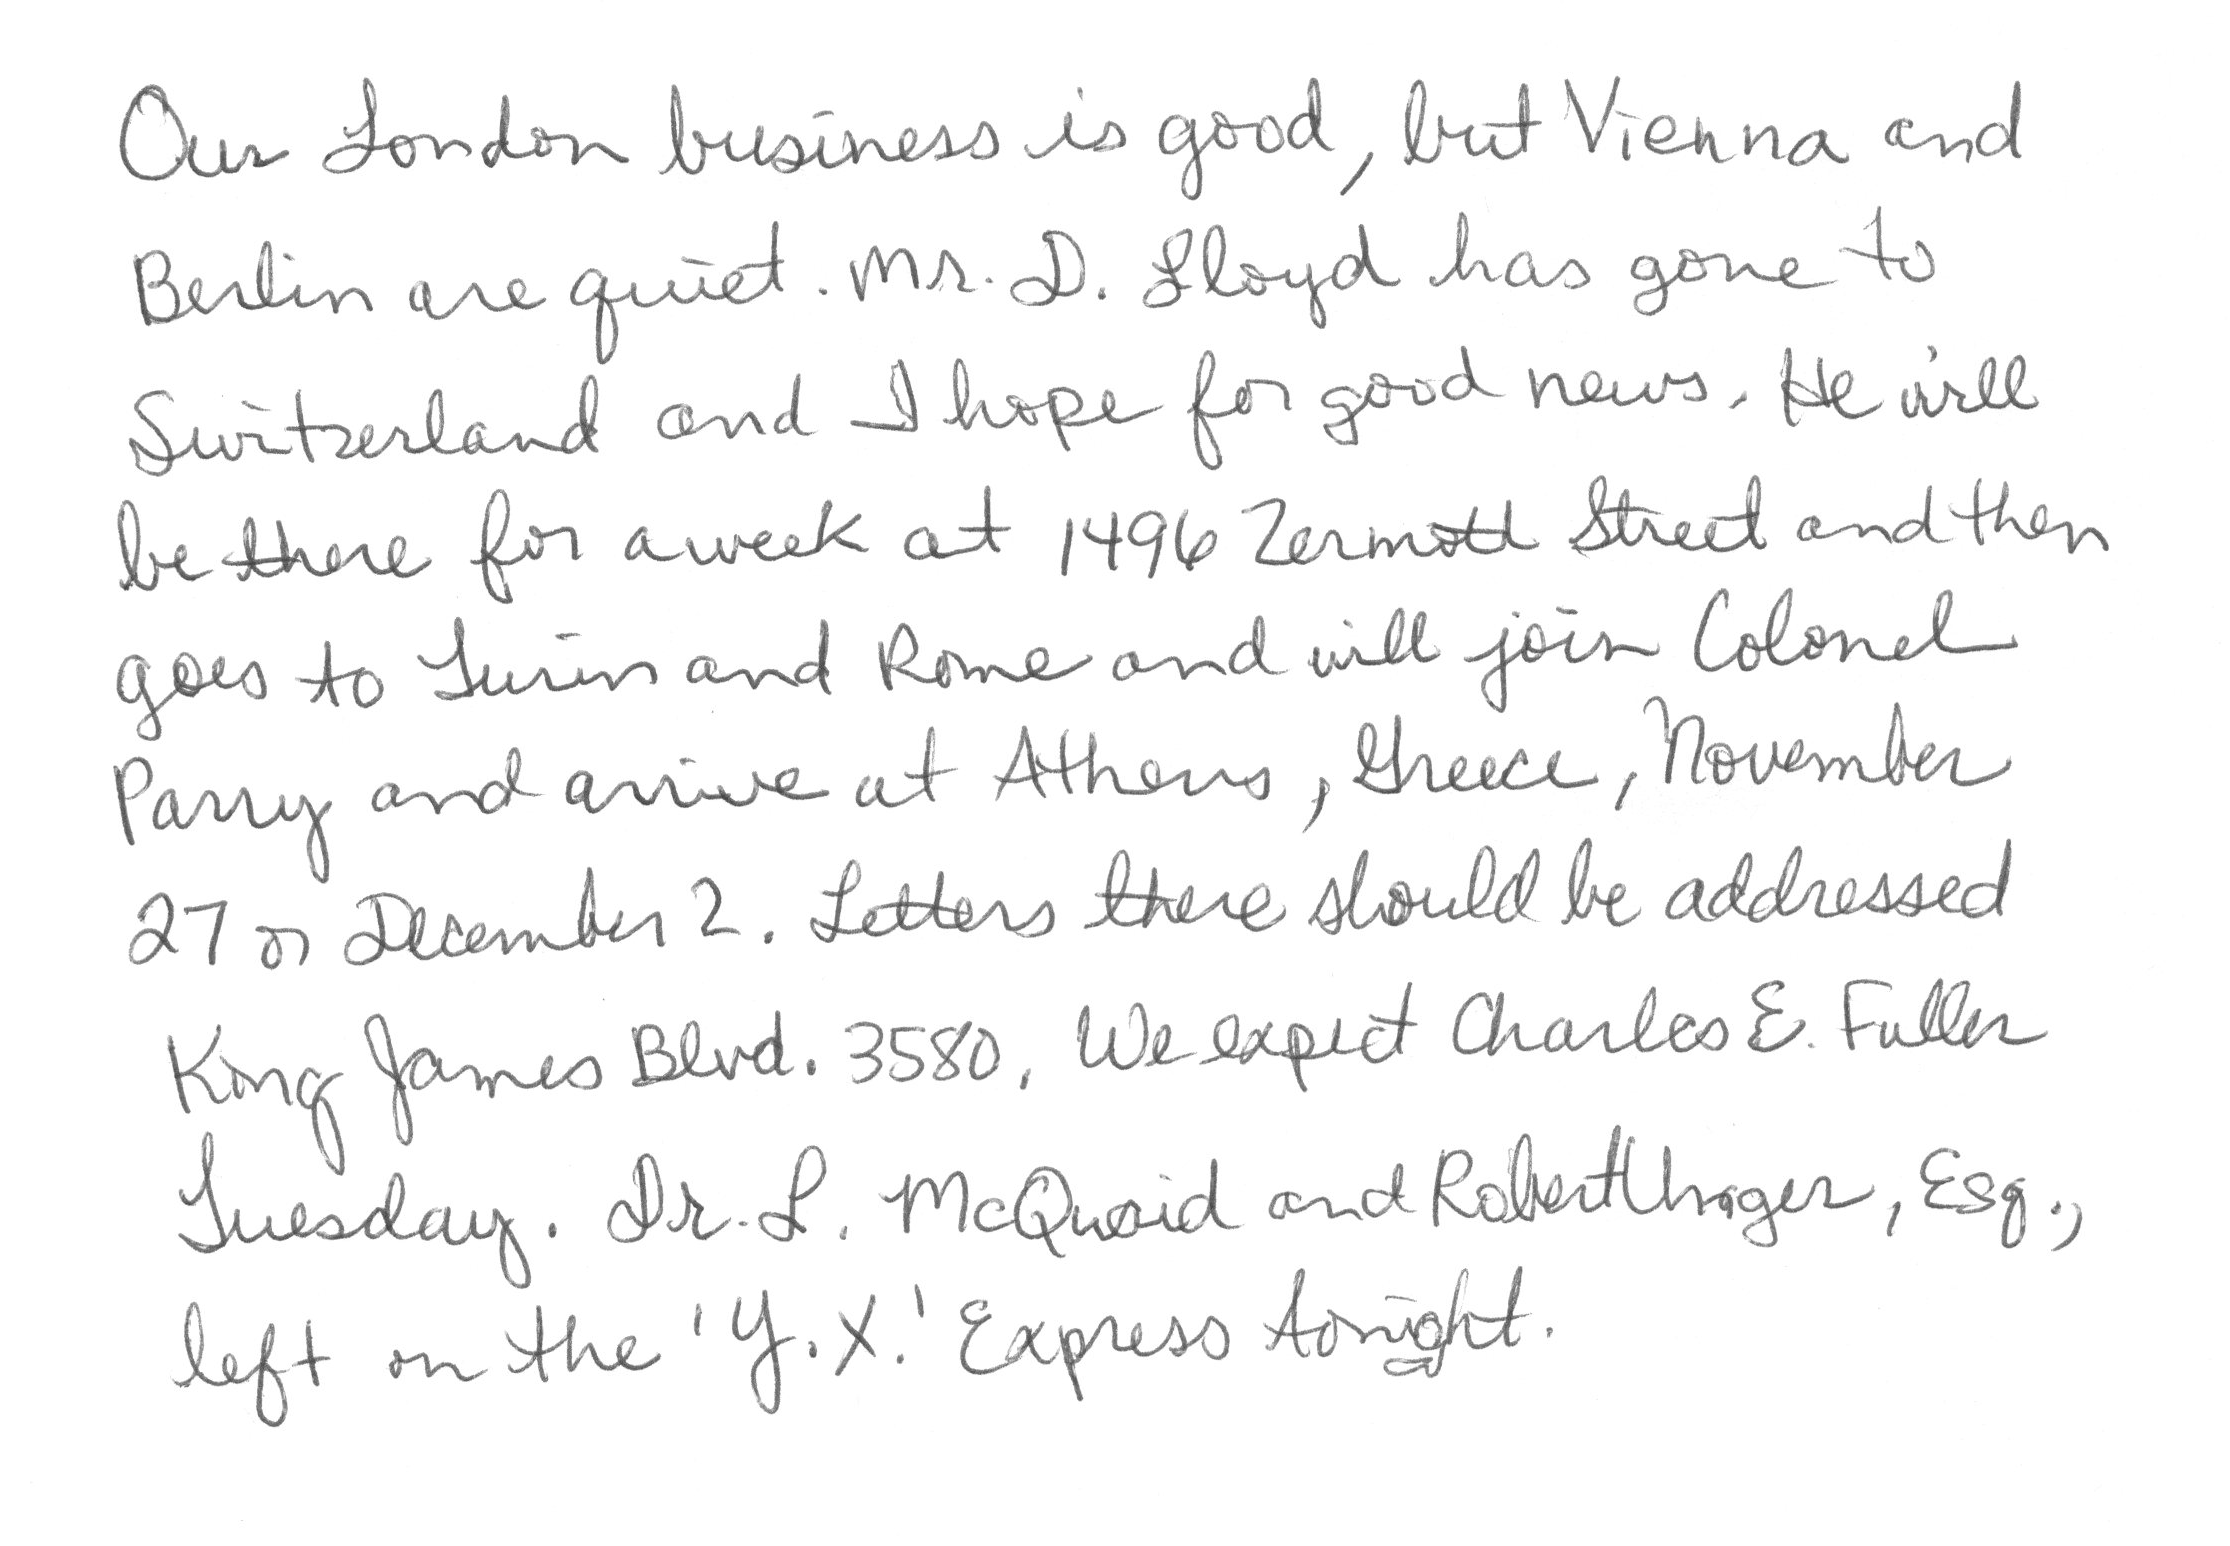 Our London business is good, but Vienna and
Berlin are quiet. Mr. D. Lloyd has gone to
Switzerland and I hope for good news. He will
be there for a week at 1496 Zermott Street and then
goes to Turin and Rome and will join Colonel
Parry and arrive at Athens, Greece, November
27 or December 2. Letters there should be addressed
King James Blvd. 3580. We expect Charles E. Fuller
Tuesday. Dr. L. McQuaid and Robert Unger, Esq.,
left on the 'Y.X.' Express tonight.